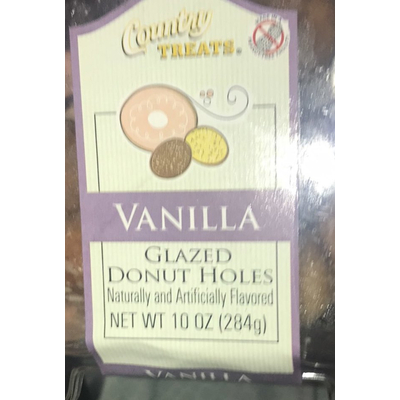 Country
TREATS®
VANILLA
GLAZED
DONUT HOLES
Naturally and Artificially Flavored
NET WT 10 OZ (284g)
VANILLA